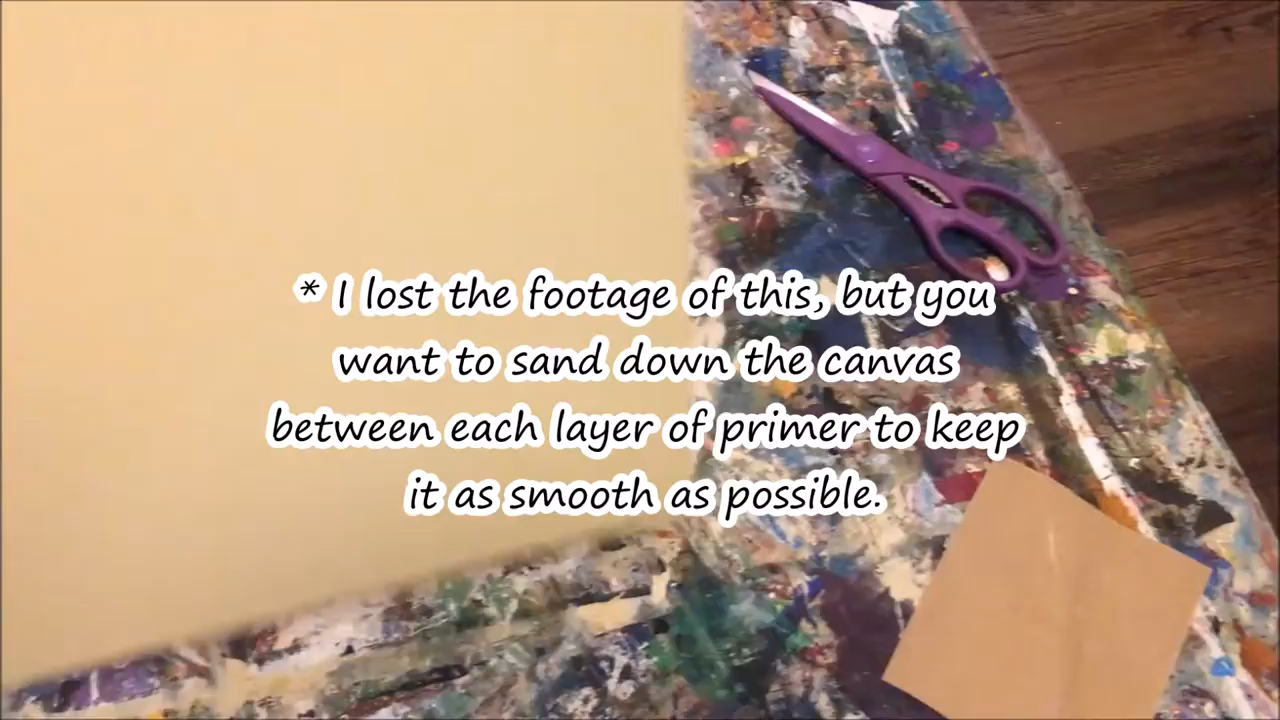 * I lost the footage of this, but you
want to sand down the canvas
between each layer of primer to keep
it as smooth as possible.